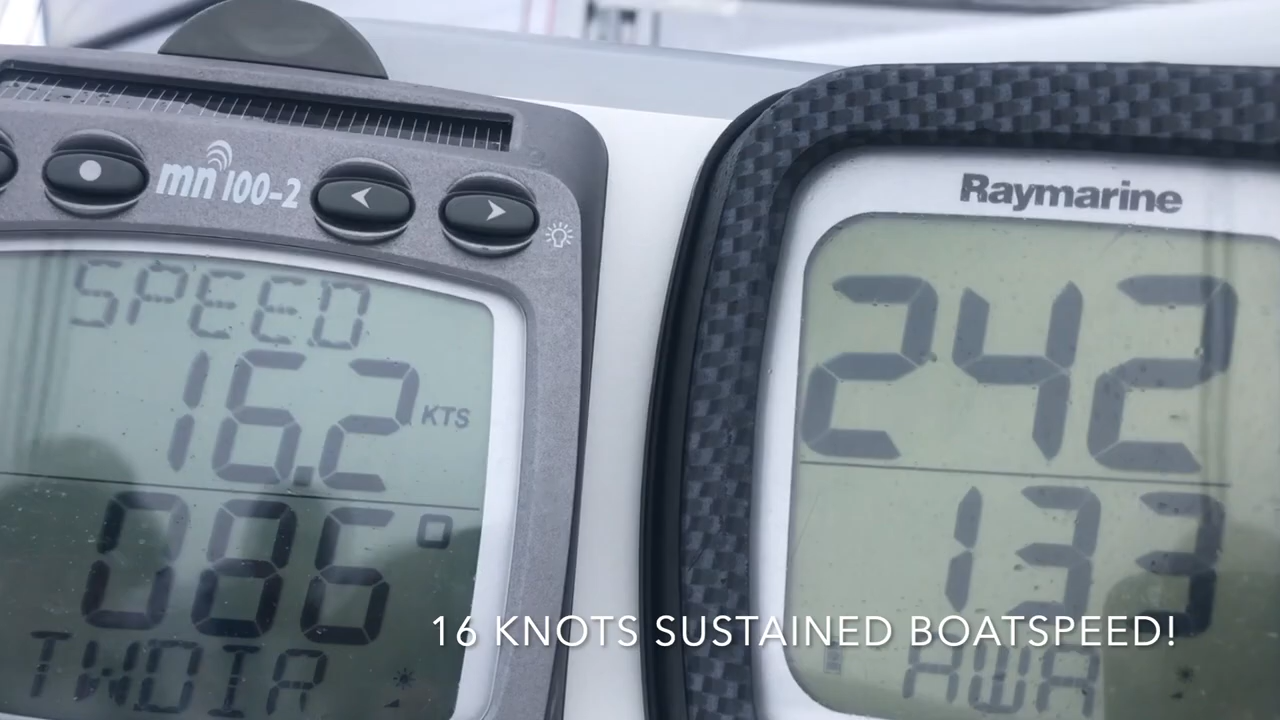 mn100-2
SPEED
16.2 KTS
086°
TWDIR
Raymarine
242
133
AWA
16 KNOTS SUSTAINED BOATSPEED!